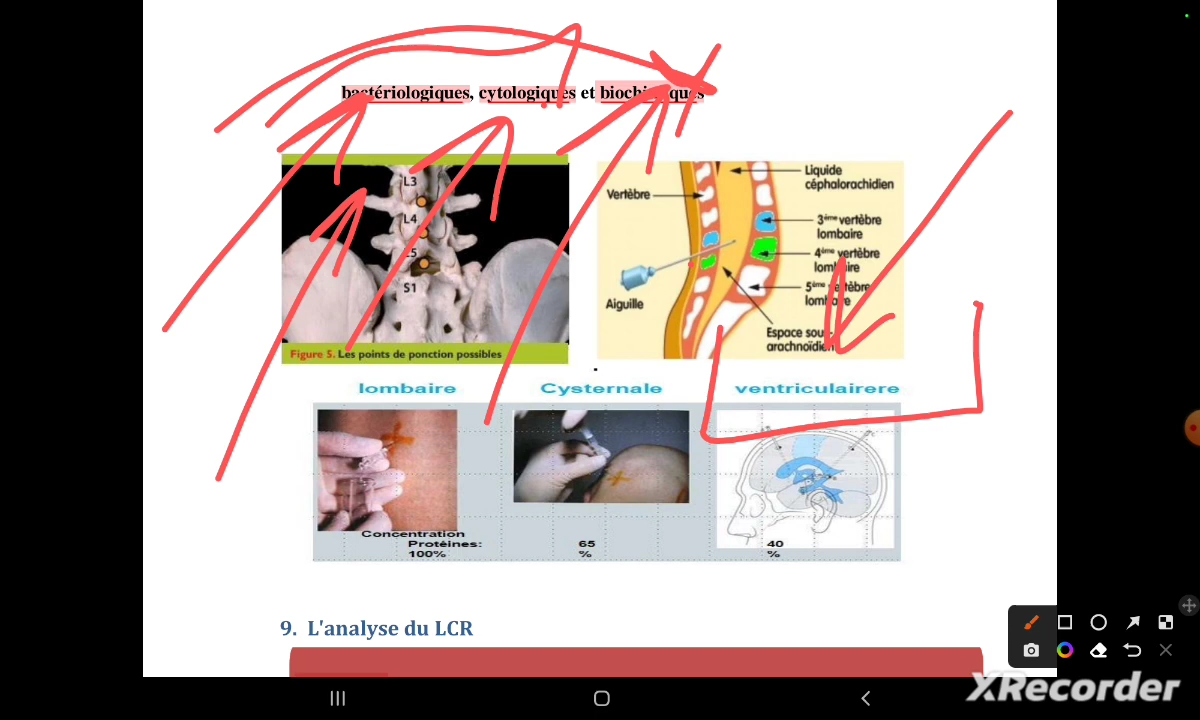 bactériologiques, cytologiques et biochimiques
L3
L4
L5
S1
Figure 5. Les points de ponction possibles
Liquide
céphalorachidien
Vertèbre
3ème vertèbre
lombaire
4ème vertèbre
lombaire
5ème vertèbre
lombaire
Aiguille
Espace sous-
arachnoïdien
lombaire Cysternale ventriculairere
Concentration
Protéines:
100%
65
%
40
%
9. L'analyse du LCR
XRecorder